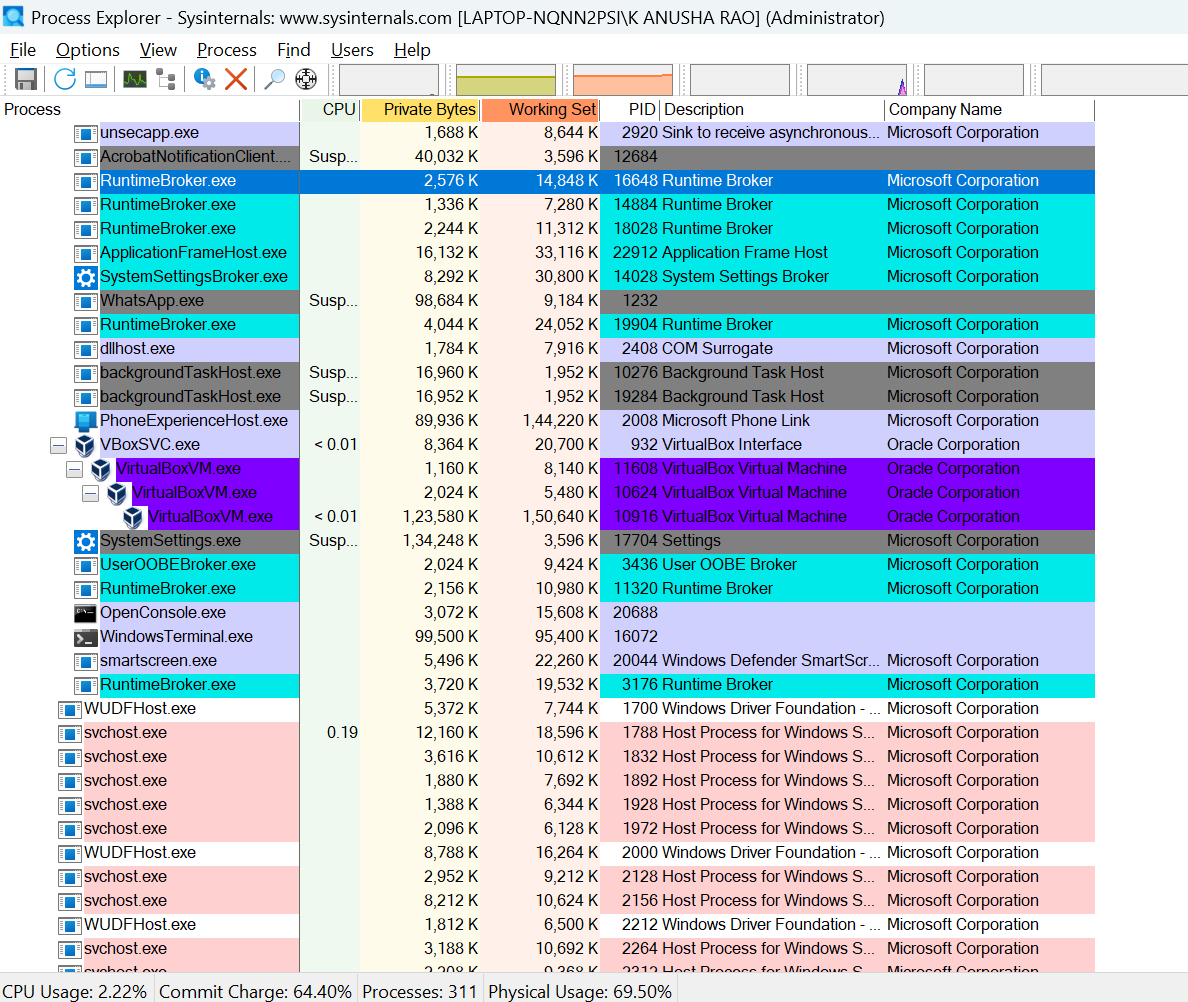 Process Explorer - Sysinternals: www.sysinternals.com [LAPTOP-NQNN2PSI\K ANUSHA RAO] (Administrator)
File Options View Process Find Users Help
Process CPU Private Bytes Working Set PID Description Company Name
unsecapp.exe 1,688 K 8,644 K 2920 Sink to receive asynchronous... Microsoft Corporation
AcrobatNotificationClient.... Susp... 40,032 K 3,596 K 12684
RuntimeBroker.exe 2,576 K 14,848 K 16648 Runtime Broker Microsoft Corporation
RuntimeBroker.exe 1,336 K 7,280 K 14884 Runtime Broker Microsoft Corporation
RuntimeBroker.exe 2,244 K 11,312 K 18028 Runtime Broker Microsoft Corporation
ApplicationFrameHost.exe 16,132 K 33,116 K 22912 Application Frame Host Microsoft Corporation
SystemSettingsBroker.exe 8,292 K 30,800 K 14028 System Settings Broker Microsoft Corporation
WhatsApp.exe Susp... 98,684 K 9,184 K 1232
RuntimeBroker.exe 4,044 K 24,052 K 19904 Runtime Broker Microsoft Corporation
dllhost.exe 1,784 K 7,916 K 2408 COM Surrogate Microsoft Corporation
backgroundTaskHost.exe Susp... 16,960 K 1,952 K 10276 Background Task Host Microsoft Corporation
backgroundTaskHost.exe Susp... 16,952 K 1,952 K 19284 Background Task Host Microsoft Corporation
PhoneExperienceHost.exe 89,936 K 1,44,220 K 2008 Microsoft Phone Link Microsoft Corporation
VBoxSVC.exe < 0.01 8,364 K 20,700 K 932 VirtualBox Interface Oracle Corporation
VirtualBoxVM.exe 1,160 K 8,140 K 11608 VirtualBox Virtual Machine Oracle Corporation
VirtualBoxVM.exe 2,024 K 5,480 K 10624 VirtualBox Virtual Machine Oracle Corporation
VirtualBoxVM.exe < 0.01 1,23,580 K 1,50,640 K 10916 VirtualBox Virtual Machine Oracle Corporation
SystemSettings.exe Susp... 1,34,248 K 3,596 K 17704 Settings Microsoft Corporation
UserOOBEBroker.exe 2,024 K 9,424 K 3436 User OOBE Broker Microsoft Corporation
RuntimeBroker.exe 2,156 K 10,980 K 11320 Runtime Broker Microsoft Corporation
OpenConsole.exe 3,072 K 15,608 K 20688
WindowsTerminal.exe 99,500 K 95,400 K 16072
smartscreen.exe 5,496 K 22,260 K 20044 Windows Defender SmartScr... Microsoft Corporation
RuntimeBroker.exe 3,720 K 19,532 K 3176 Runtime Broker Microsoft Corporation
WUDFHost.exe 5,372 K 7,744 K 1700 Windows Driver Foundation - ... Microsoft Corporation
svchost.exe 0.19 12,160 K 18,596 K 1788 Host Process for Windows S... Microsoft Corporation
svchost.exe 3,616 K 10,612 K 1832 Host Process for Windows S... Microsoft Corporation
svchost.exe 1,880 K 7,692 K 1892 Host Process for Windows S... Microsoft Corporation
svchost.exe 1,388 K 6,344 K 1928 Host Process for Windows S... Microsoft Corporation
svchost.exe 2,096 K 6,128 K 1972 Host Process for Windows S... Microsoft Corporation
WUDFHost.exe 8,788 K 16,264 K 2000 Windows Driver Foundation - ... Microsoft Corporation
svchost.exe 2,952 K 9,212 K 2128 Host Process for Windows S... Microsoft Corporation
svchost.exe 8,212 K 10,624 K 2156 Host Process for Windows S... Microsoft Corporation
WUDFHost.exe 1,812 K 6,500 K 2212 Windows Driver Foundation - ... Microsoft Corporation
svchost.exe 3,188 K 10,692 K 2264 Host Process for Windows S... Microsoft Corporation
svchost.exe Host Process for Windows S... Microsoft Corporation
CPU Usage: 2.22% Commit Charge: 64.40% Processes: 311 Physical Usage: 69.50%